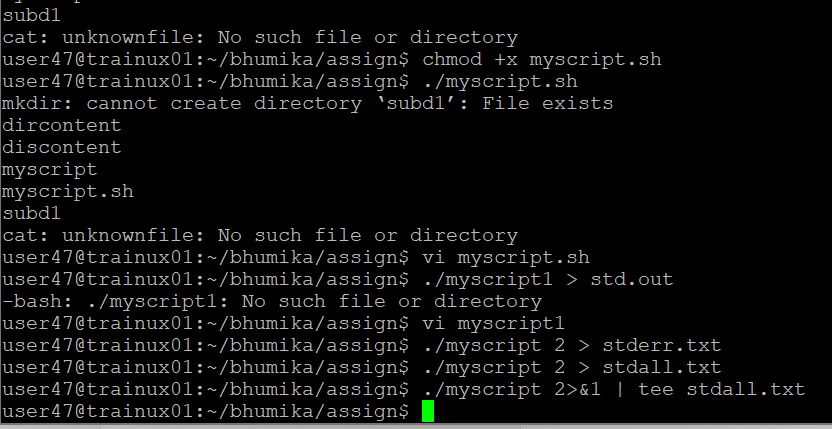 subd1
cat: unknownfile: No such file or directory
user47@trainux01:~/bhumika/assign$ chmod +x myscript.sh
user47@trainux01:~/bhumika/assign$ ./myscript.sh
mkdir: cannot create directory ‘subd1’: File exists
dircontent
discontent
myscript
myscript.sh
subd1
cat: unknownfile: No such file or directory
user47@trainux01:~/bhumika/assign$ vi myscript.sh
user47@trainux01:~/bhumika/assign$ ./myscript1 > std.out
-bash: ./myscript1: No such file or directory
user47@trainux01:~/bhumika/assign$ vi myscript1
user47@trainux01:~/bhumika/assign$ ./myscript 2 > stderr.txt
user47@trainux01:~/bhumika/assign$ ./myscript 2 > stdall.txt
user47@trainux01:~/bhumika/assign$ ./myscript 2>&1 | tee stdall.txt
user47@trainux01:~/bhumika/assign$